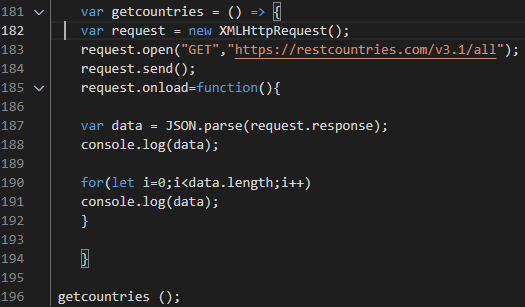 181 var getcountries = () => {
182 var request = new XMLHttpRequest();
183 request.open("GET","https://restcountries.com/v3.1/all");
184 request.send();
185 request.onload=function(){
186
187 var data = JSON.parse(request.response);
188 console.log(data);
189
190 for(let i=0;i<data.length;i++)
191 console.log(data);
192 }
193
194 }
195
196 getcountries ();